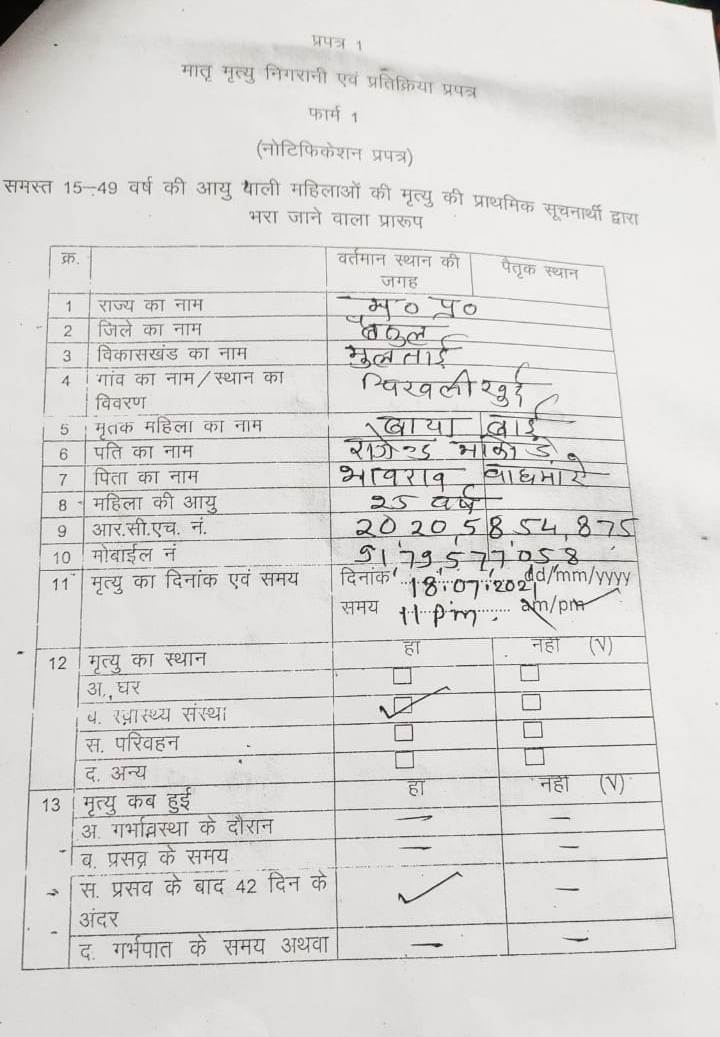 प्रपत्र 1
मातृ मृत्यु निगरानी एवं प्रतिक्रिया प्रपत्र
फार्म 1
(नोटिफिकेशन प्रपत्र)
समस्त 15-49 वर्ष की आयु वाली महिलाओं की मृत्यु की प्राथमिक सूचनार्थी द्वारा
भरा जाने वाला प्रारूप
क्र. वर्तमान स्थान की जगह पैतृक स्थान
1 राज्य का नाम म० प्र०
2 जिले का नाम बैतुल
3 विकासखंड का नाम मुलताई
4 गांव का नाम/स्थान का विवरण चिखली खुर्द
5 मृतक महिला का नाम बाया बाई
6 पति का नाम राजेन्द्र
7 पिता का नाम भावराव वाघमारे
8 महिला की आयु 25 वर्ष
9 आर.सी.एच. नं. 20 20,5 8 54, 875
10 मोबाईल नं 9179577058
11 मृत्यु का दिनांक एवं समय दिनांक 18.07.2021 dd/mm/yyyy
समय 11 pm. am/pm
12 मृत्यु का स्थान हा नही (√)
अ., घर
ब. स्वास्थ्य संस्था ✓
स. परिवहन
द. अन्य
13 मृत्यु कब हुई हा नही (√)
अ. गर्भावस्था के दौरान — —
ब. प्रसव के समय — —
स. प्रसव के बाद 42 दिन के अंदर ✓ —
द. गर्भपात के समय अथवा — —